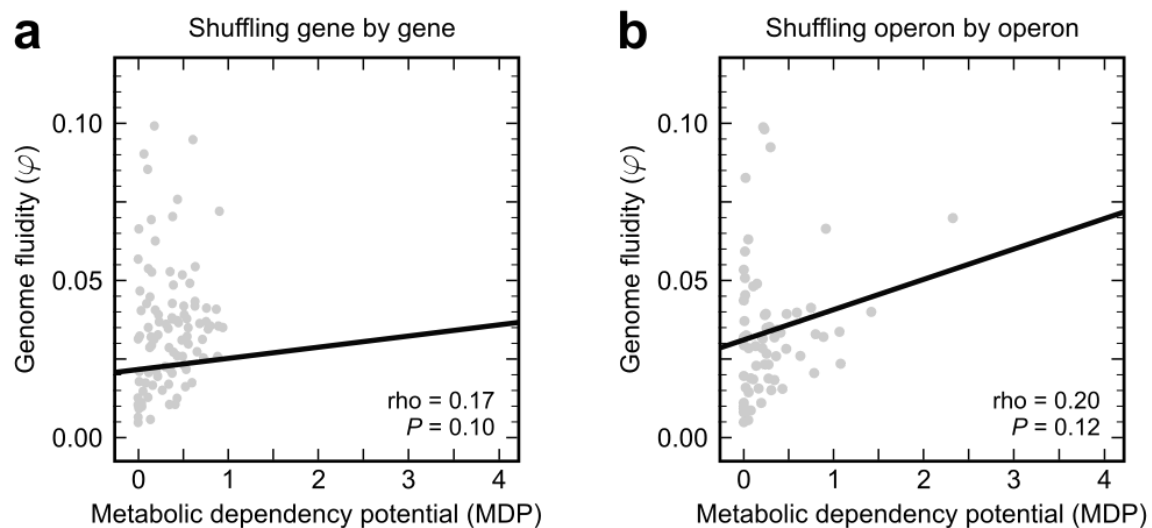 a
Shuffling gene by gene
0.10
0.05
0.00
Genome fluidity (φ)
rho = 0.17
P = 0.10
0 1 2 3 4
Metabolic dependency potential (MDP)
b
Shuffling operon by operon
0.10
0.05
0.00
Genome fluidity (φ)
rho = 0.20
P = 0.12
0 1 2 3 4
Metabolic dependency potential (MDP)